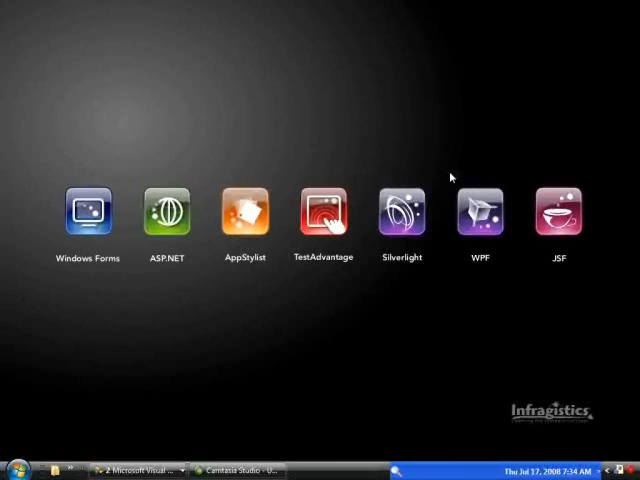 Windows Forms
ASP.NET
AppStylist
TestAdvantage
Silverlight
WPF
JSF
Infragistics
2 Microsoft Visual ...
Camtasia Studio - U...
Thu Jul 17, 2008 7:34 AM